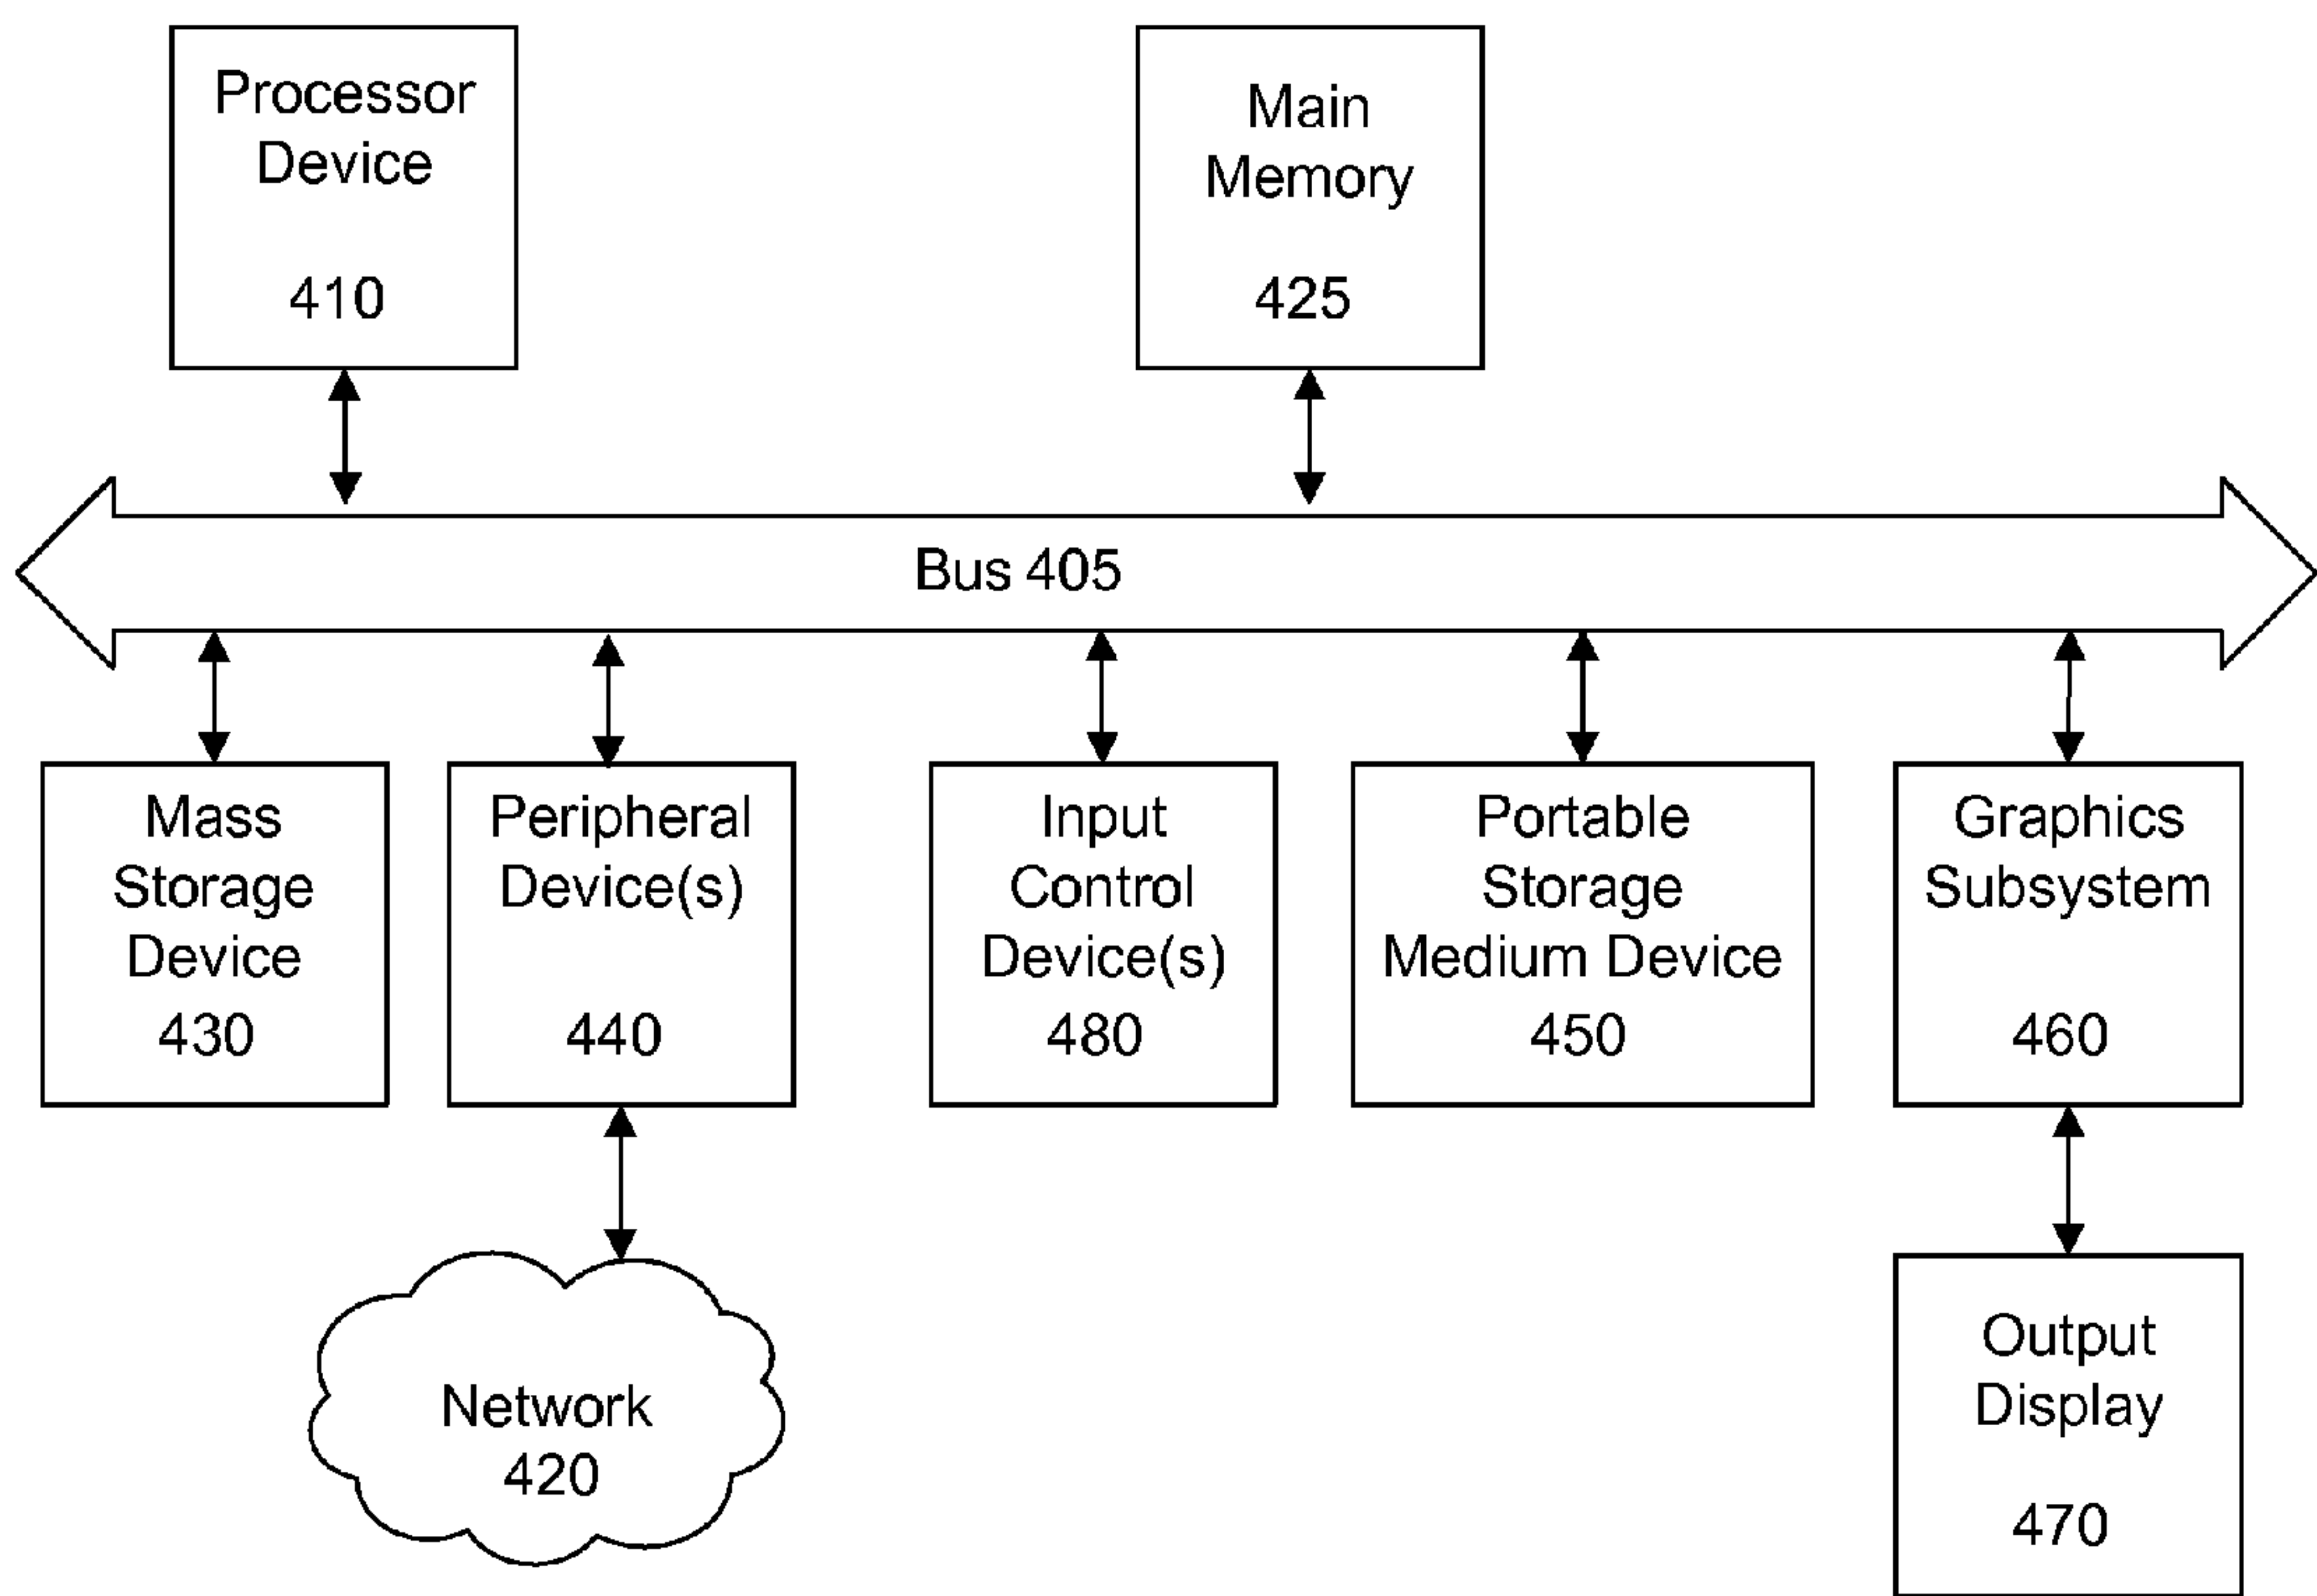 Processor
Device
410
Main
Memory
425
Bus 405
Mass
Storage
Device
430
Peripheral
Device(s)
440
Input
Control
Device(s)
480
Portable
Storage
Medium Device
450
Graphics
Subsystem
460
Network
420
Output
Display
470